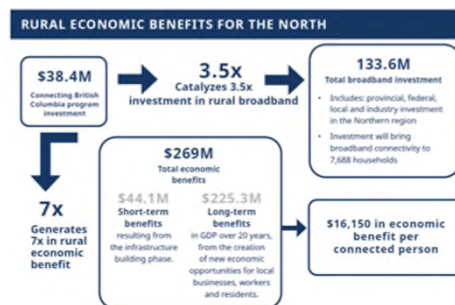 RURAL ECONOMIC BENEFITS FOR THE NORTH
$38.4M
Connecting British
Columbia program
investment
3.5x
Catalyzes 3.5x
investment in rural broadband
133.6M
Total broadband investment
• Includes: provincial, federal,
local and industry investment
in the Northern region
• Investment will bring
broadband connectivity to
7,688 households
7x
Generates
7x in rural
economic
benefit
$269M
Total economic
benefits
$44.1M
Short-term
benefits
resulting from
the infrastructure
building phase.
$225.3M
Long-term
benefits
in GDP over 20 years,
from the creation
of new economic
opportunities for local
businesses, workers
and residents.
$16,150 in economic
benefit per
connected person